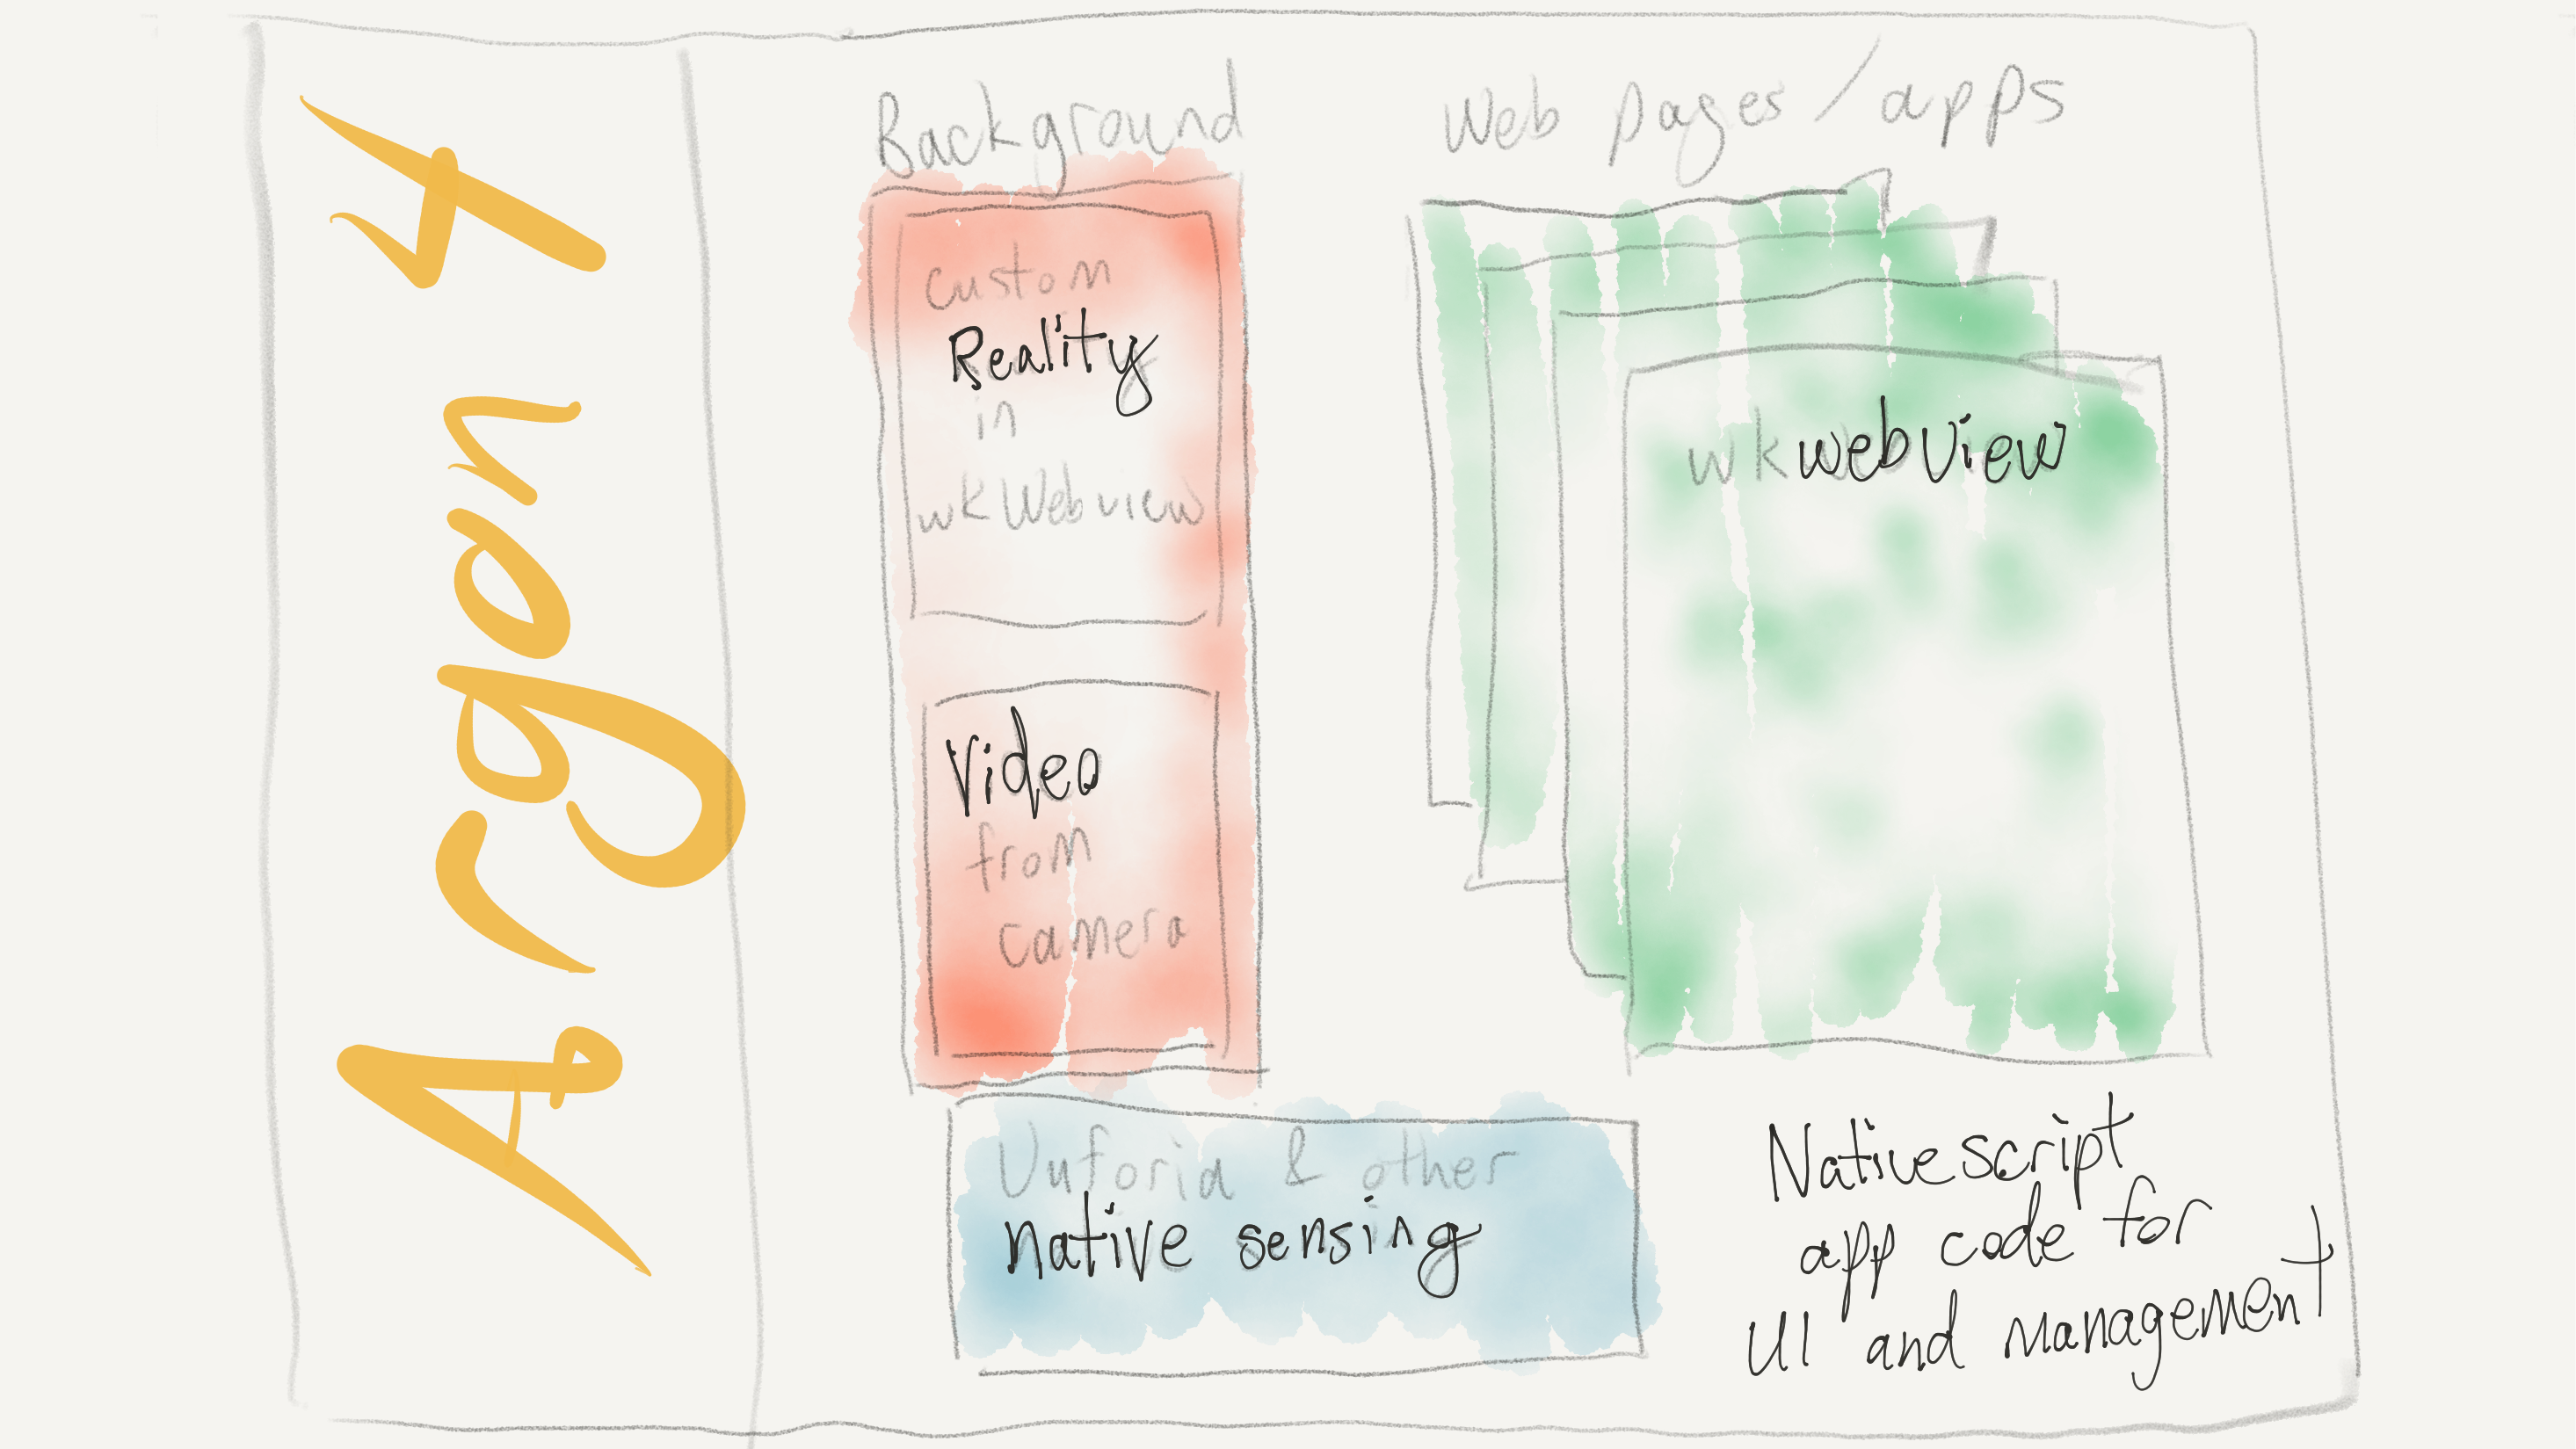 Argon 4
Background
custom
Reality
in
wkWebview
Video
from
camera
Web pages / apps
wkwebview
Vuforia & other
native sensing
Nativescript
app code for
UI and management